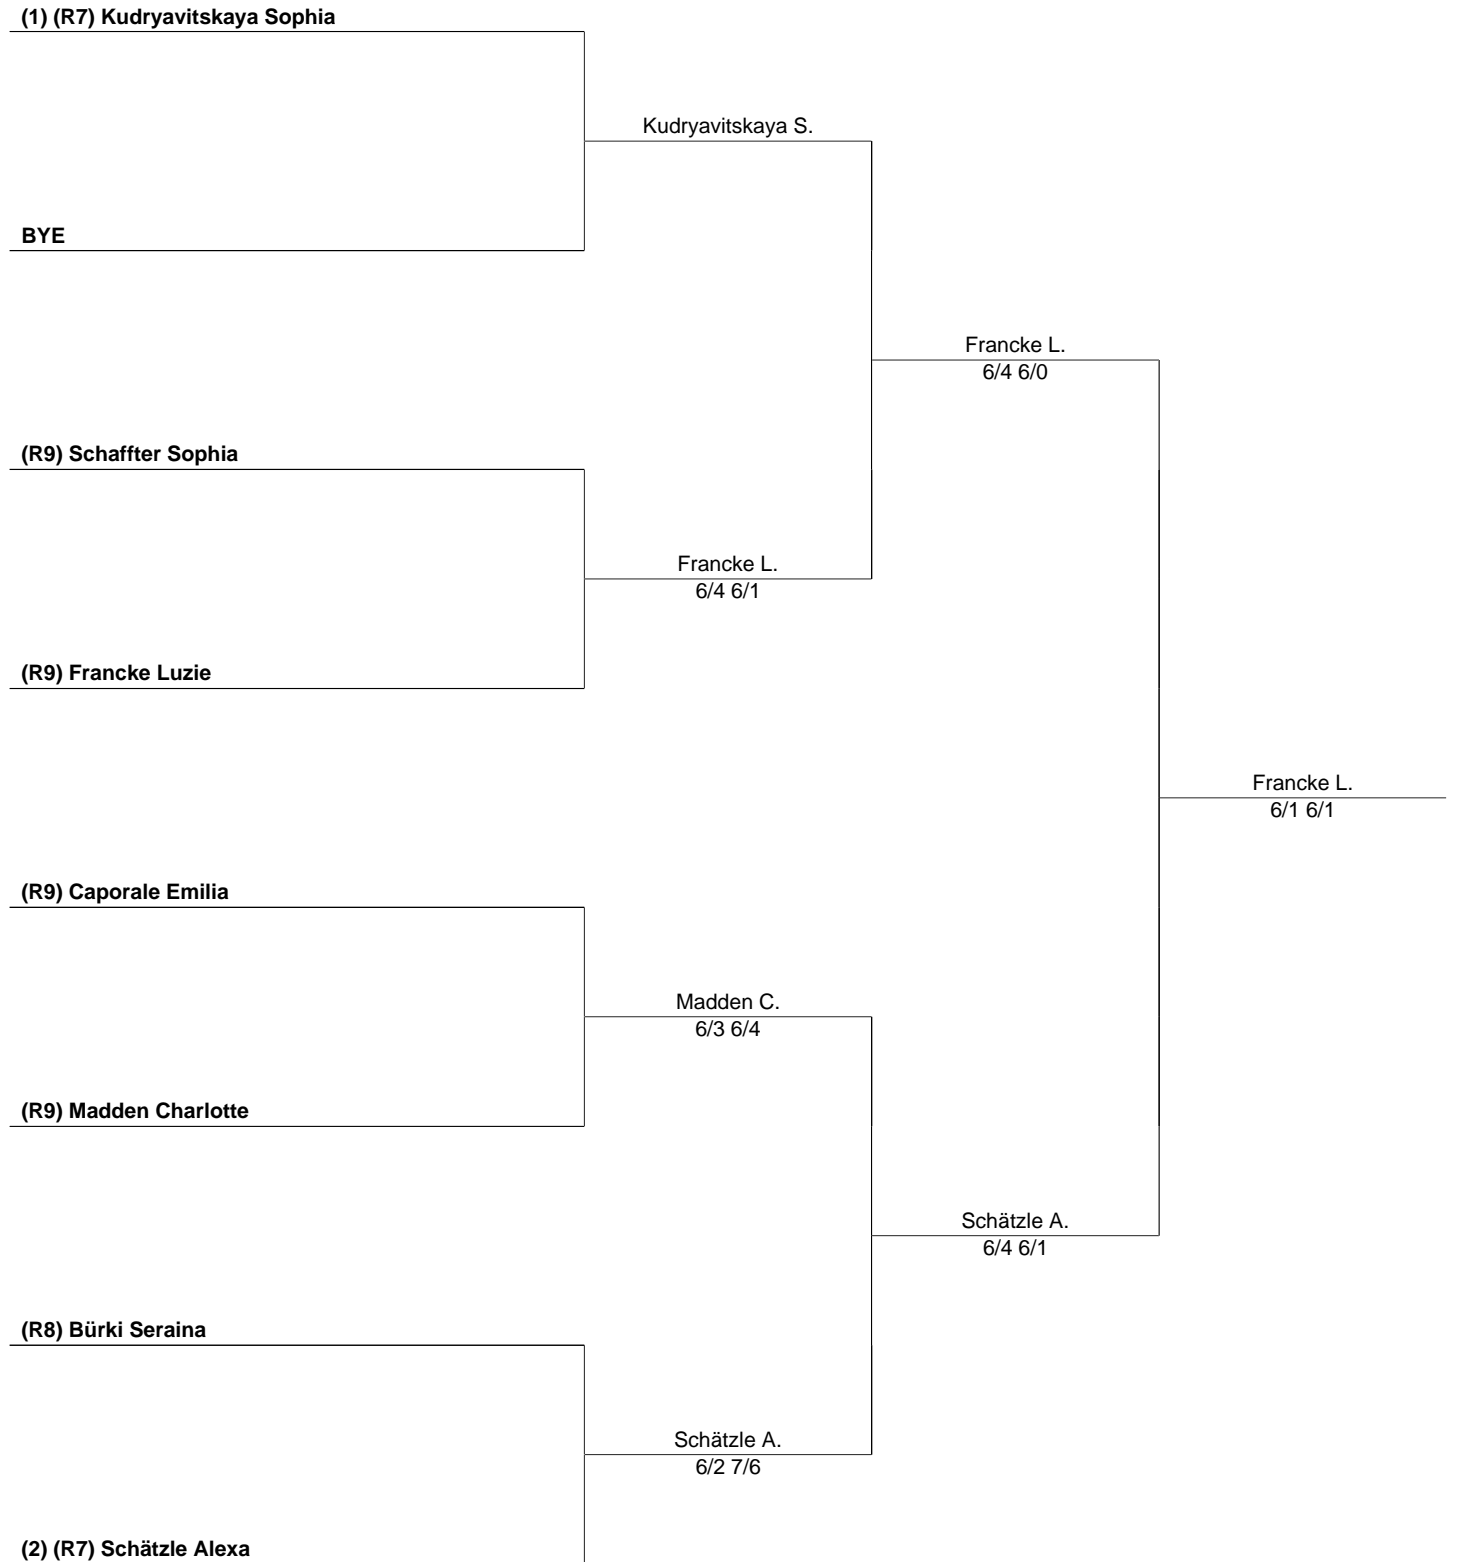 (1) (R7) Kudryavitskaya Sophia
Kudryavitskaya S.
BYE
Francke L.
6/4 6/0
(R9) Schaffter Sophia
Francke L.
6/4 6/1
(R9) Francke Luzie
Francke L.
6/1 6/1
(R9) Caporale Emilia
Madden C.
6/3 6/4
(R9) Madden Charlotte
Schätzle A.
6/4 6/1
(R8) Bürki Seraina
Schätzle A.
6/2 7/6
(2) (R7) Schätzle Alexa